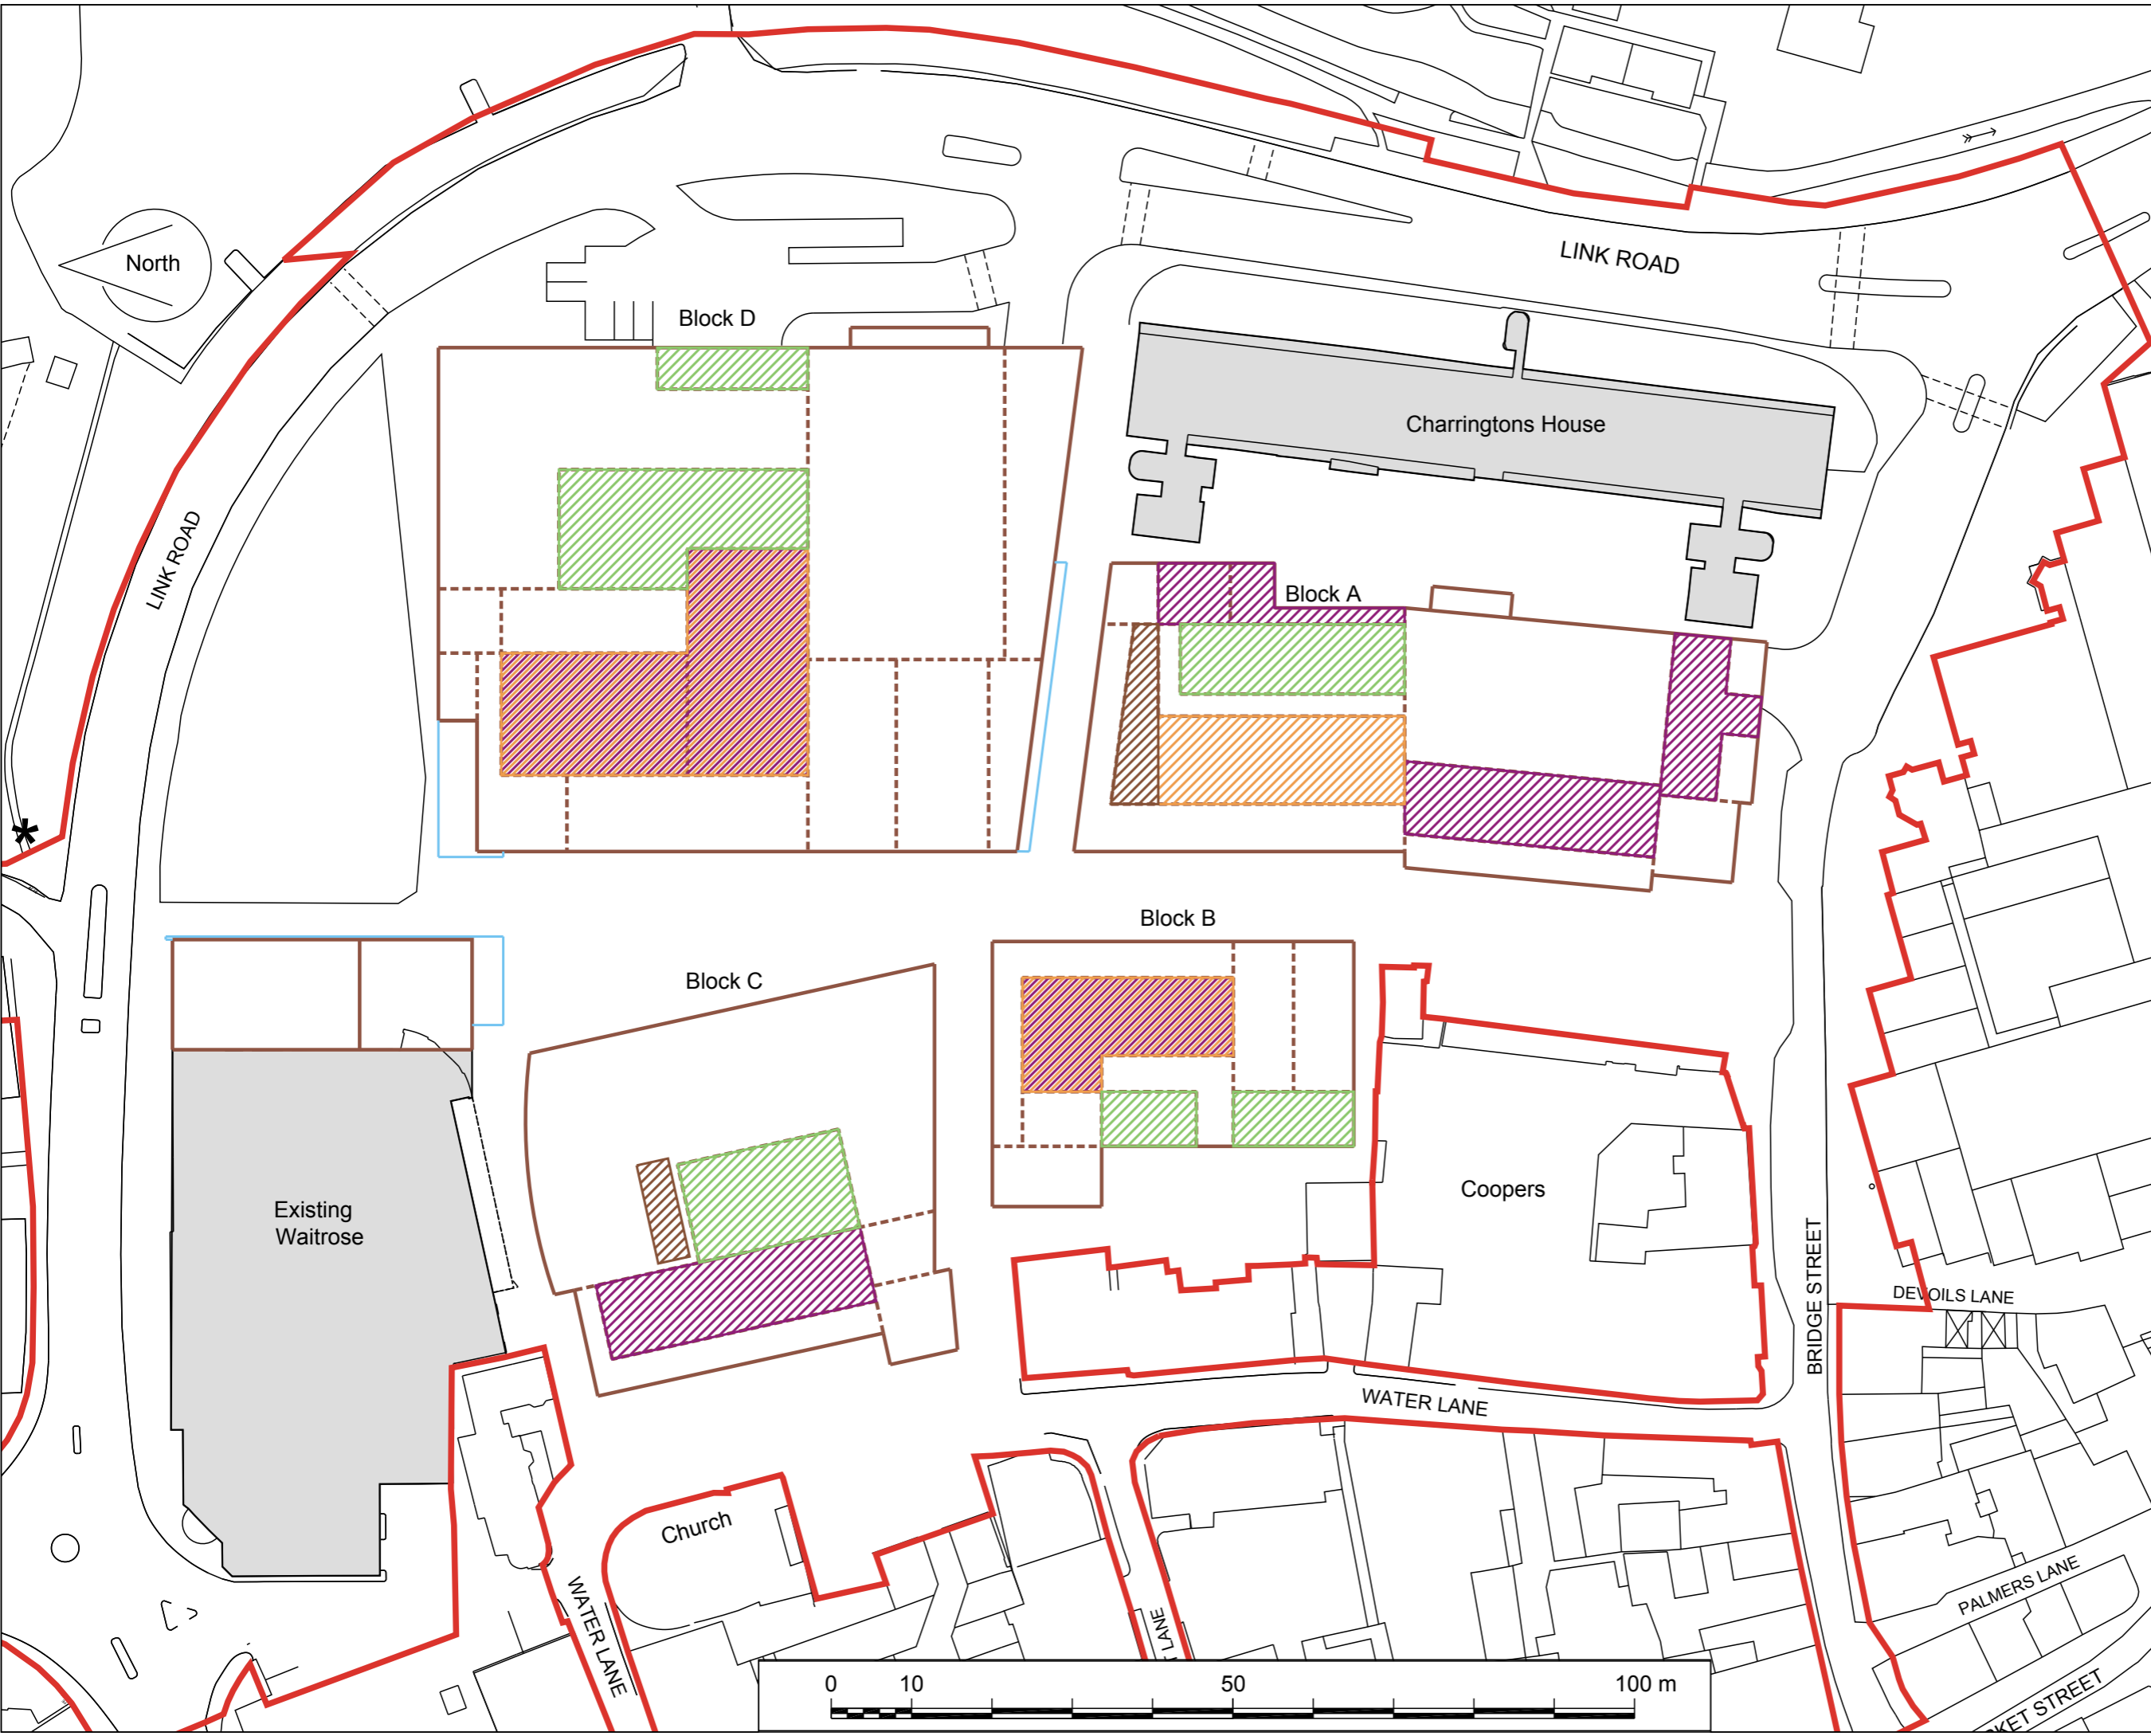 North
LINK ROAD
Block D
Charringtons House
LINK ROAD
Block A
*
Block B
Block C
Existing
Waitrose
Coopers
BRIDGE STREET
DEVOILS LANE
WATER LANE
Church
WATER LANE
LANE
PALMERS LANE
KET STREET
0 10 50 100 m